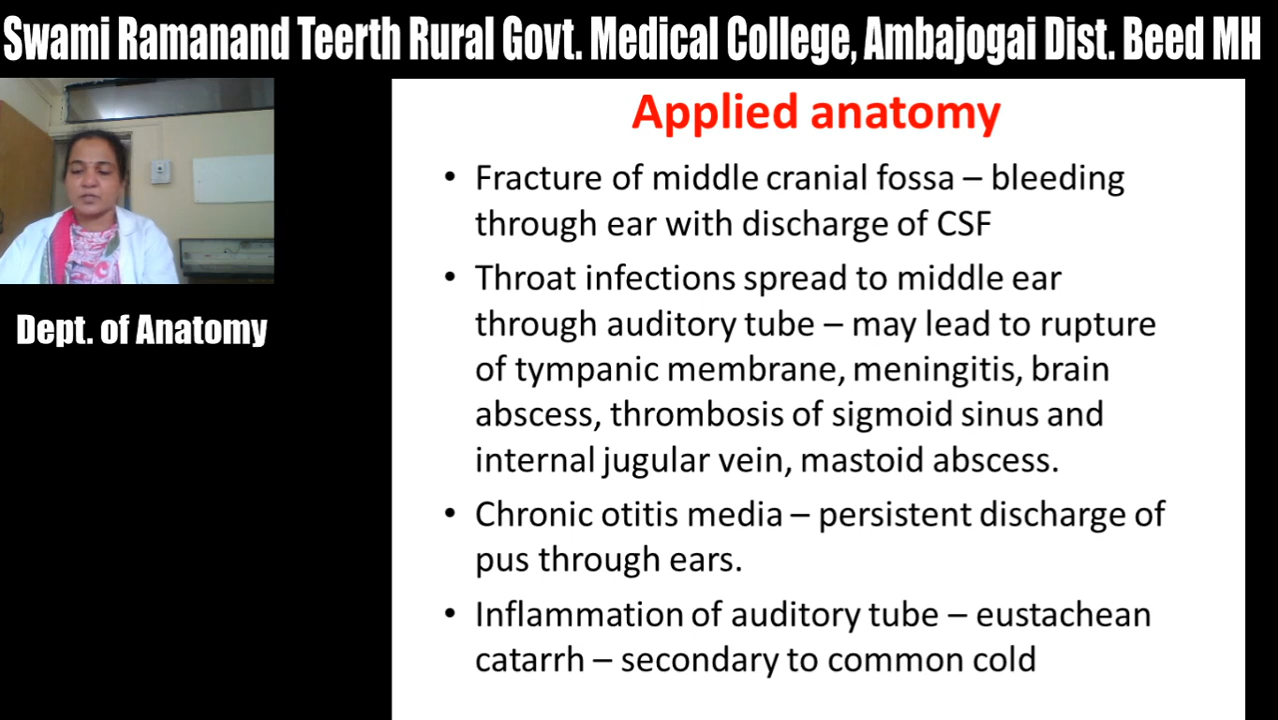 Swami Ramanand Teerth Rural Govt. Medical College, Ambajogai Dist. Beed MH
Dept. of Anatomy
Applied anatomy
• Fracture of middle cranial fossa – bleeding
through ear with discharge of CSF
• Throat infections spread to middle ear
through auditory tube – may lead to rupture
of tympanic membrane, meningitis, brain
abscess, thrombosis of sigmoid sinus and
internal jugular vein, mastoid abscess.
• Chronic otitis media – persistent discharge of
pus through ears.
• Inflammation of auditory tube – eustachean
catarrh – secondary to common cold